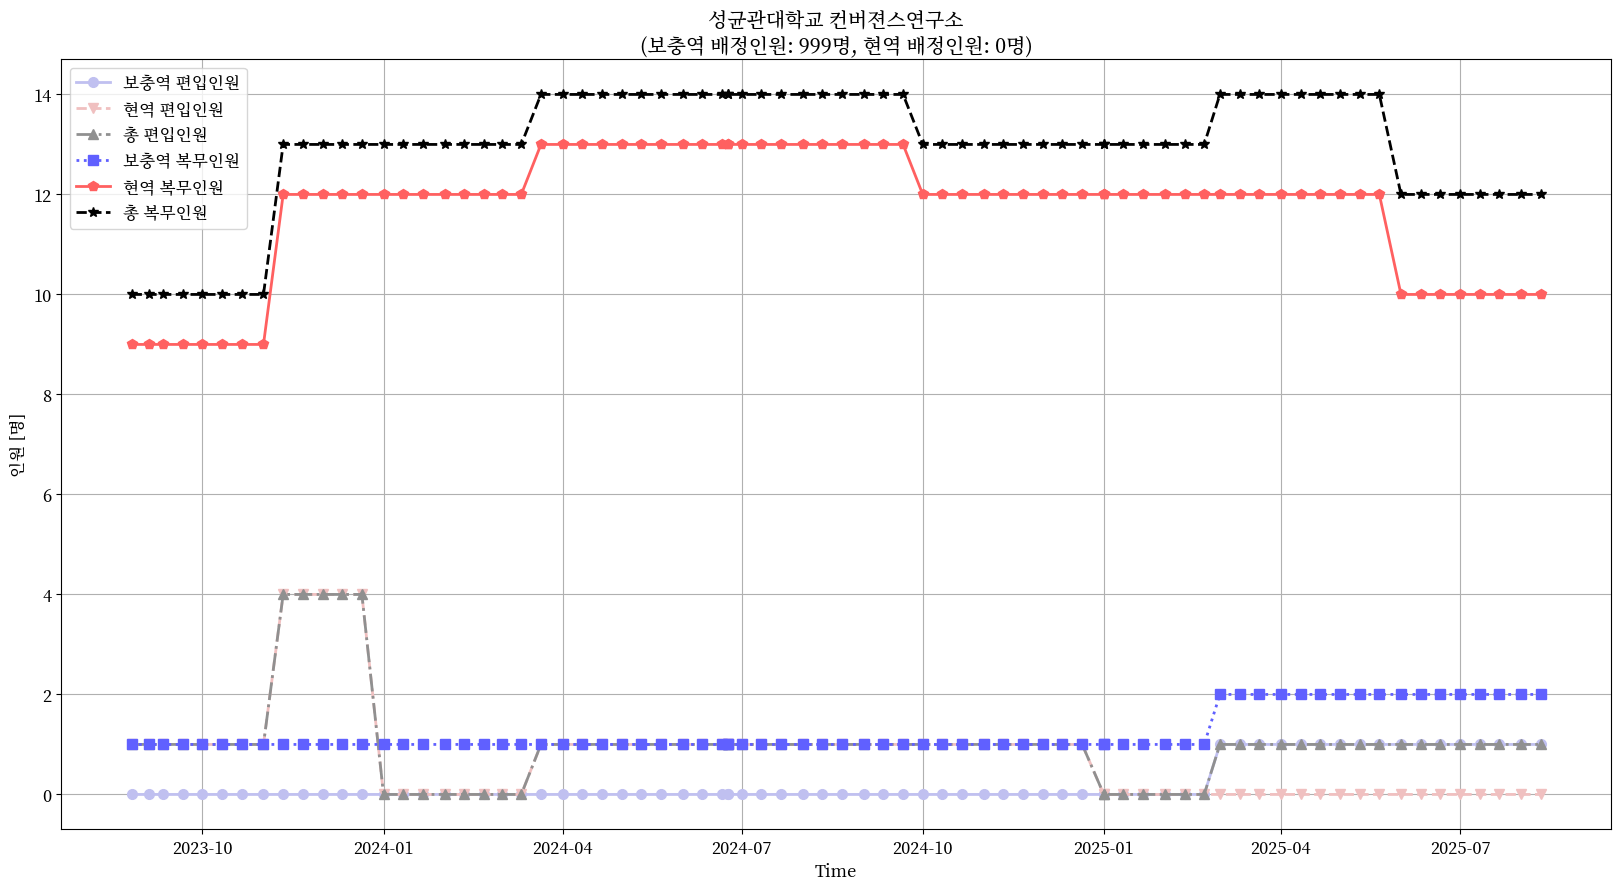 성균관대학교 컨버젼스연구소
(보충역 배정인원: 999명, 현역 배정인원: 0명)
보충역 편입인원
현역 편입인원
총 편입인원
보충역 복무인원
현역 복무인원
총 복무인원
14
12
10
8
6
4
2
0
인원 [명]
2023-10
2024-01
2024-04
2024-07
2024-10
2025-01
2025-04
2025-07
Time